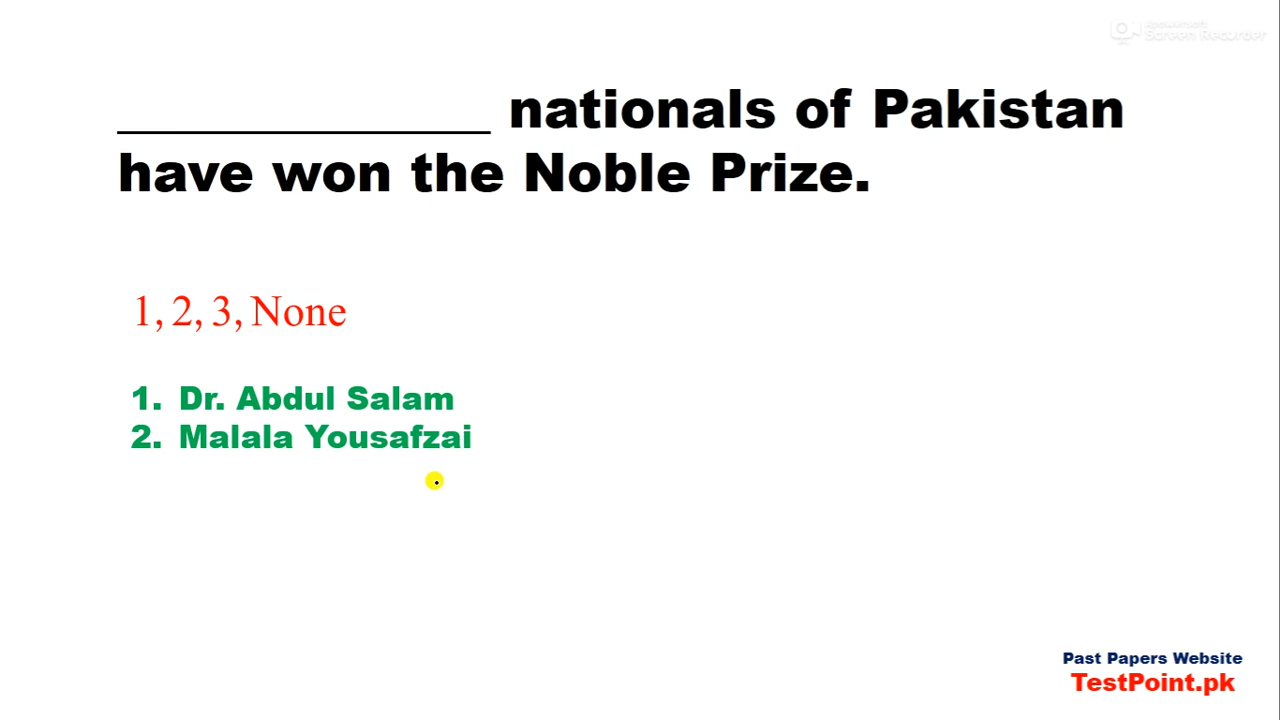 Apowersoft
Screen Recorder
______________ nationals of Pakistan
have won the Noble Prize.
1, 2, 3, None
1. Dr. Abdul Salam
2. Malala Yousafzai
Past Papers Website
TestPoint.pk